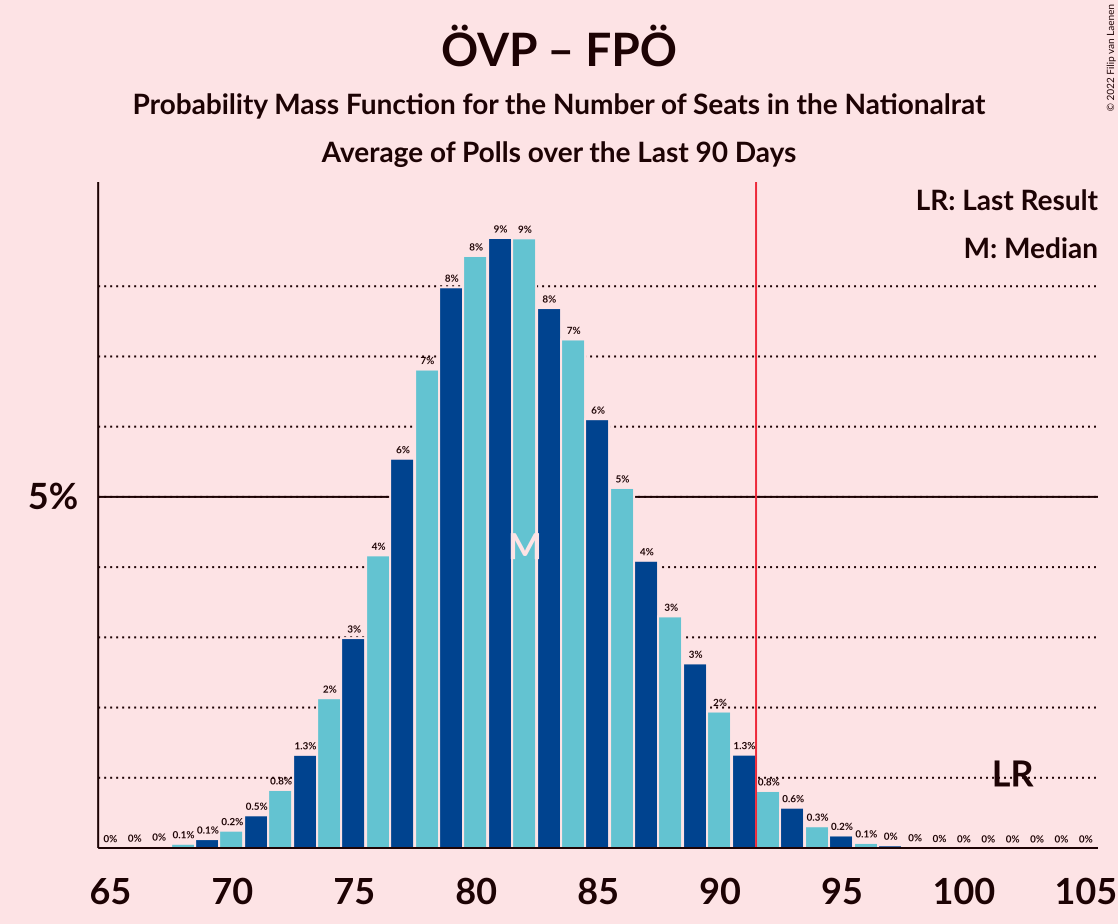 ÖVP – FPÖ
Probability Mass Function for the Number of Seats in the Nationalrat
Average of Polls over the Last 90 Days
© 2022 Filip van Laenen
LR: Last Result
M: Median
5%
0% 0% 0% 0.1% 0.1% 0.2% 0.5% 0.8% 1.3% 2% 3% 4% 6% 7% 8% 8% 9% 9% 8% 7% 6% 5% 4% 3% 3% 2% 1.3% 0.8% 0.6% 0.3% 0.2% 0.1% 0% 0% 0% 0% 0% 0% 0% 0% 0%
M
LR
65 70 75 80 85 90 95 100 105